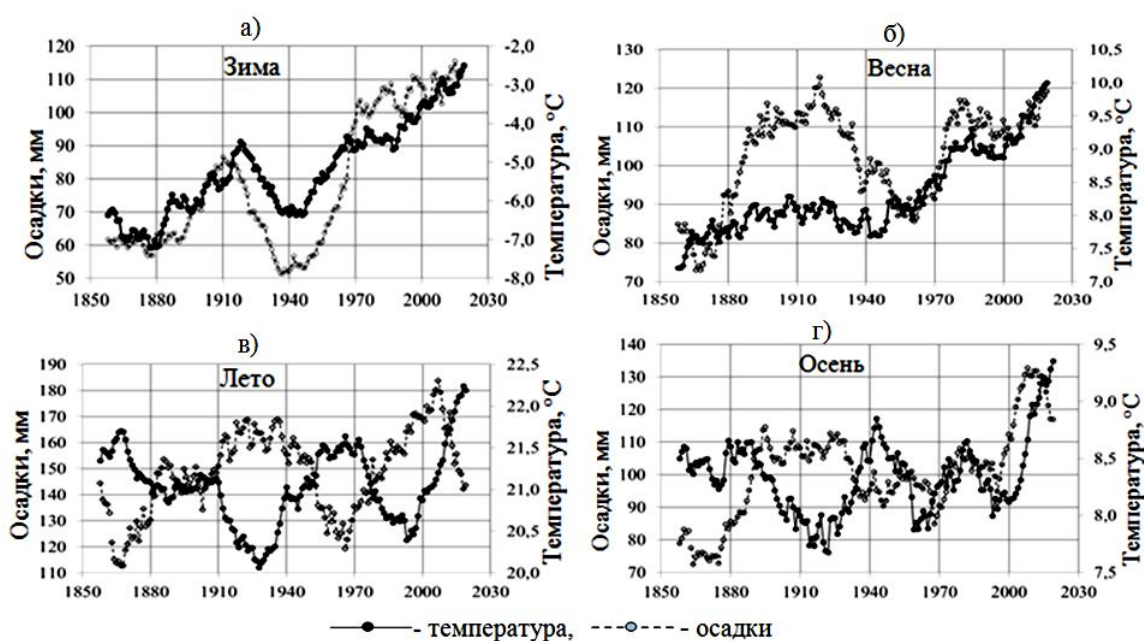 а)
Зима
Осадки, мм
120
110
100
90
80
70
60
50
-2,0
-3,0
-4,0
-5,0
-6,0
-7,0
-8,0
Температура, °С
1850 1880 1910 1940 1970 2000 2030
б)
Весна
Осадки, мм
130
120
110
100
90
80
70
10,5
10,0
9,5
9,0
8,5
8,0
7,5
7,0
Температура, °С
1850 1880 1910 1940 1970 2000 2030
в)
Лето
Осадки, мм
190
180
170
160
150
140
130
120
110
22,5
22,0
21,5
21,0
20,5
20,0
Температура, °С
1850 1880 1910 1940 1970 2000 2030
г)
Осень
Осадки, мм
140
130
120
110
100
90
80
70
9,5
9,0
8,5
8,0
7,5
Температура, °С
1850 1880 1910 1940 1970 2000 2030
- температура, - осадки